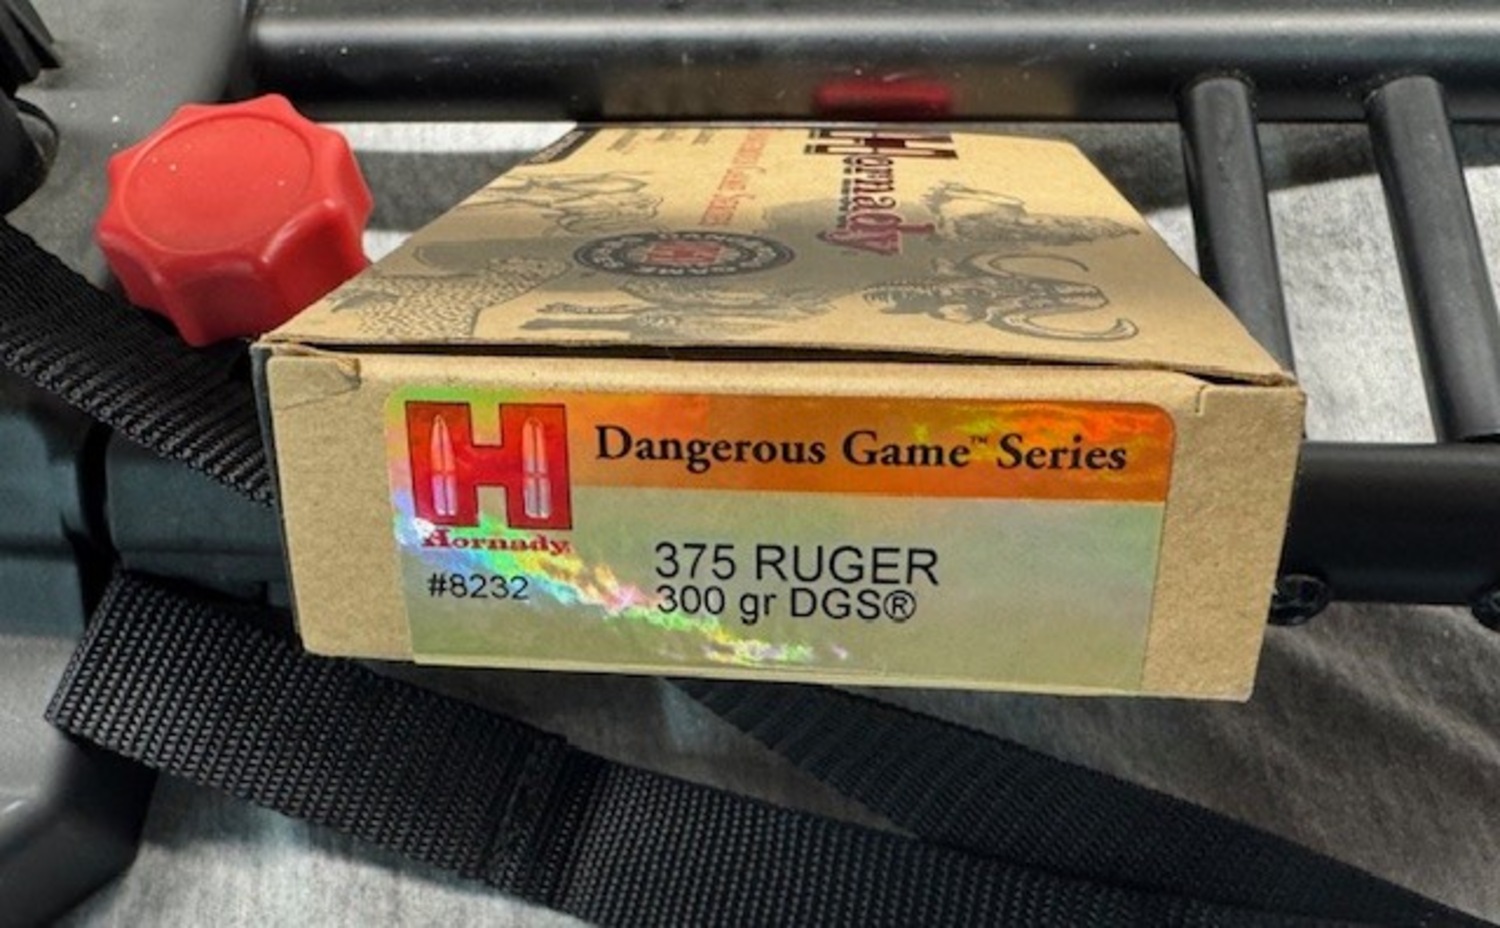 Hornady
Dangerous Game™ Series
Hornady
#8232
375 RUGER
300 gr DGS®